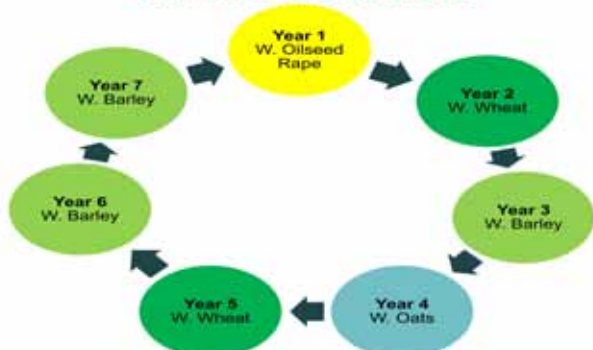 Year 1
W. Oilseed
Rape
Year 2
W. Wheat
Year 3
W. Barley
Year 4
W. Oats
Year 5
W. Wheat
Year 6
W. Barley
Year 7
W. Barley